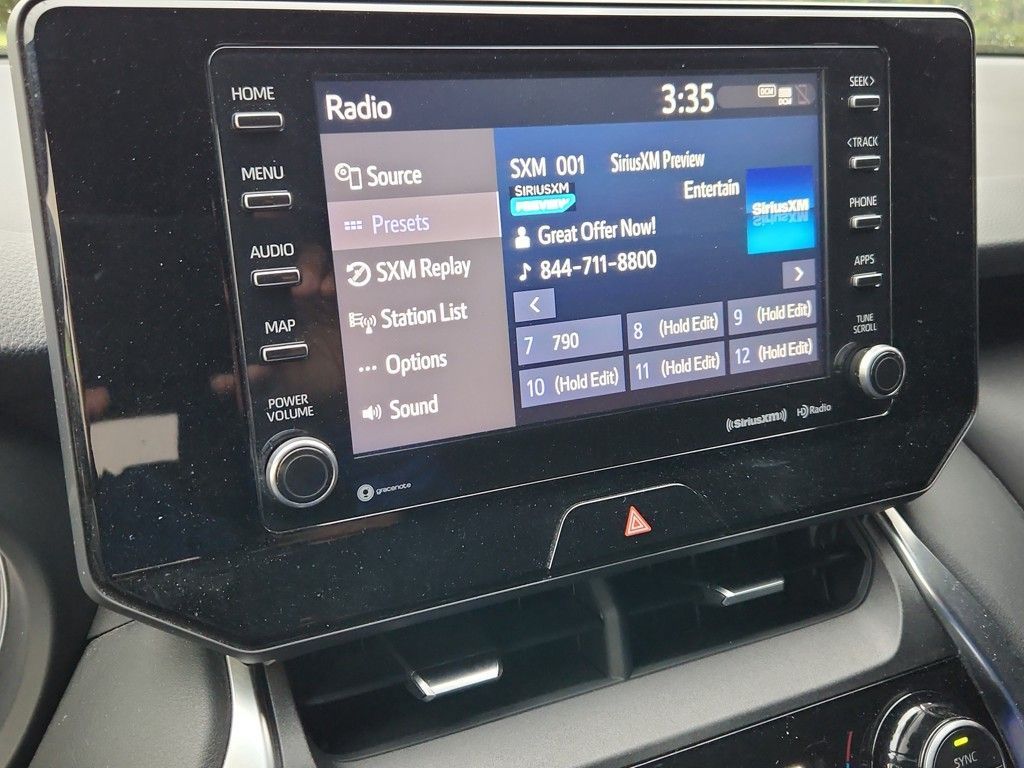 HOME
MENU
AUDIO
MAP
POWER
VOLUME
Radio
3:35
DCM
DCM
Source
Presets
SXM Replay
Station List
Options
Sound
SXM 001 SiriusXM Preview
SIRIUSXM
PREVIEW
Entertain
SiriusXM
Great Offer Now!
844-711-8800
<
>
7 790
8 (Hold Edit)
9 (Hold Edit)
10 (Hold Edit)
11 (Hold Edit)
12 (Hold Edit)
SEEK>
<TRACK
PHONE
APPS
TUNE
SCROLL
gracenote
((SiriusXM))
HD Radio
SYNC